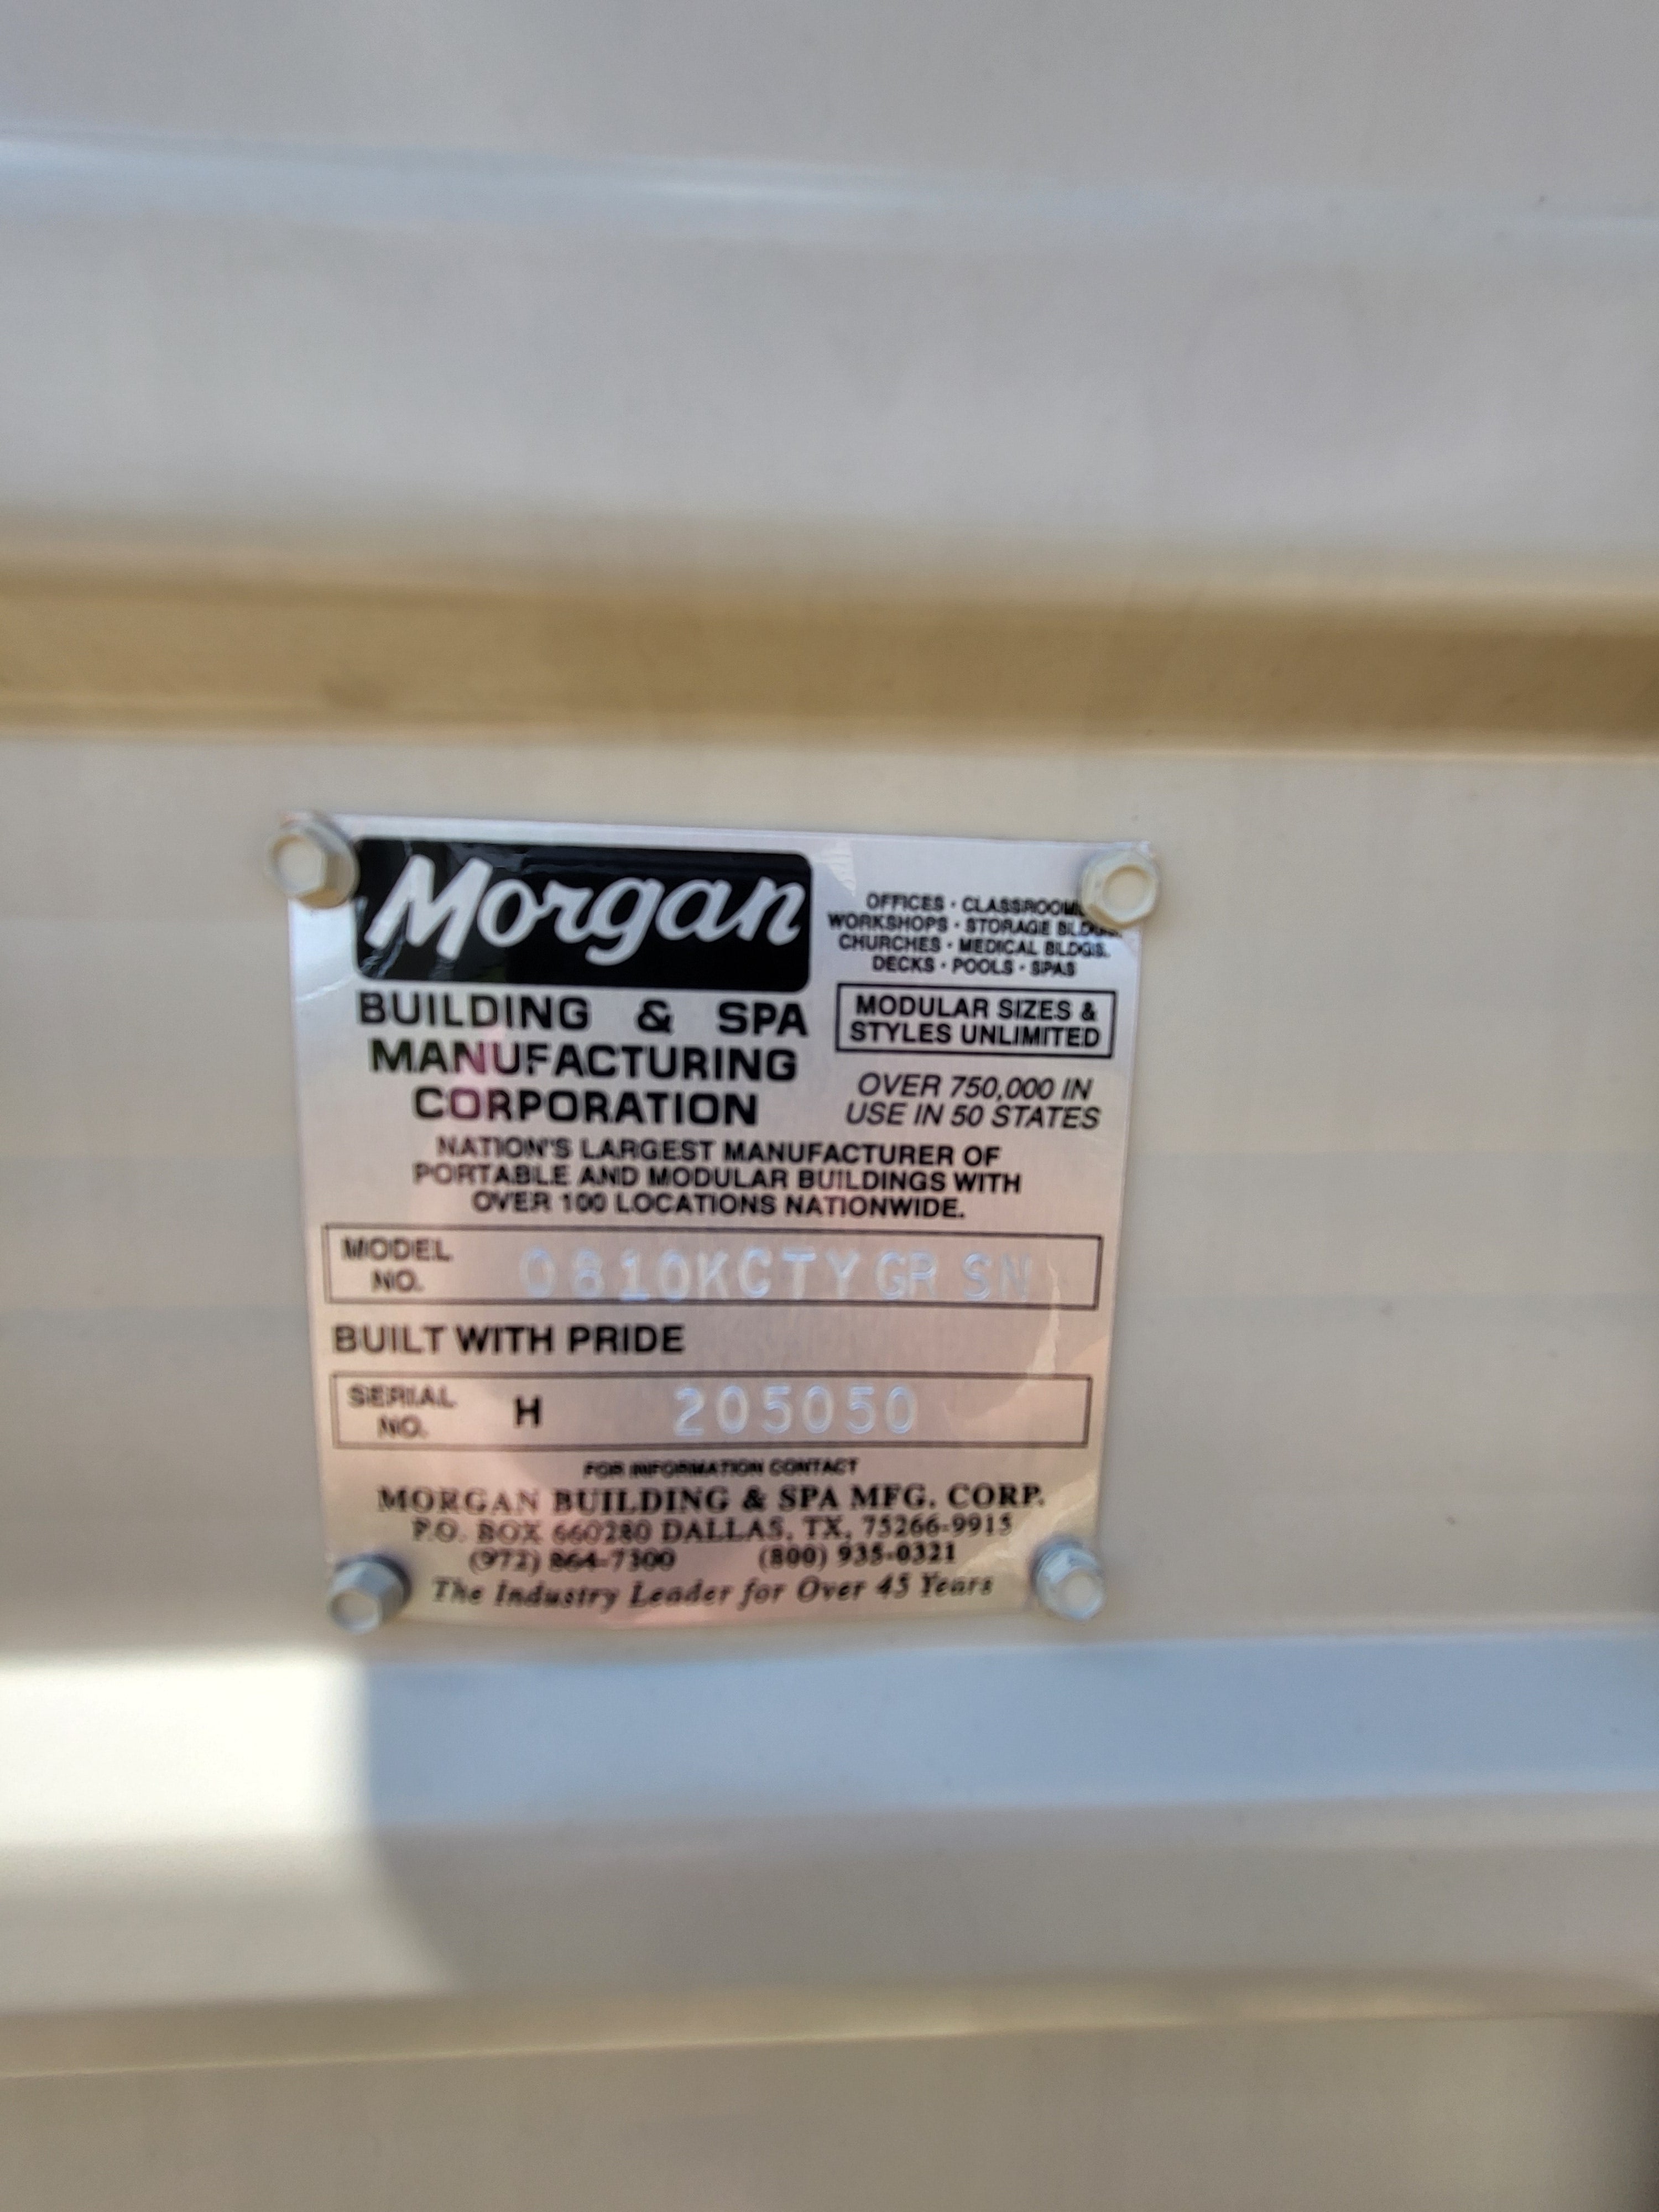 Morgan
BUILDING & SPA
MANUFACTURING
CORPORATION
OFFICES · CLASSROOMS
WORKSHOPS · STORAGE BLDGS.
CHURCHES · MEDICAL BLDGS.
DECKS · POOLS · SPAS
MODULAR SIZES &
STYLES UNLIMITED
OVER 750,000 IN
USE IN 50 STATES
NATION'S LARGEST MANUFACTURER OF
PORTABLE AND MODULAR BUILDINGS WITH
OVER 100 LOCATIONS NATIONWIDE.
MODEL NO. 0810KCTYGR SN
BUILT WITH PRIDE
SERIAL NO. H 205050
FOR INFORMATION CONTACT
MORGAN BUILDING & SPA MFG. CORP.
P.O. BOX 660280 DALLAS, TX, 75266-9915
(972) 864-7300 (800) 935-0321
The Industry Leader for Over 45 Years